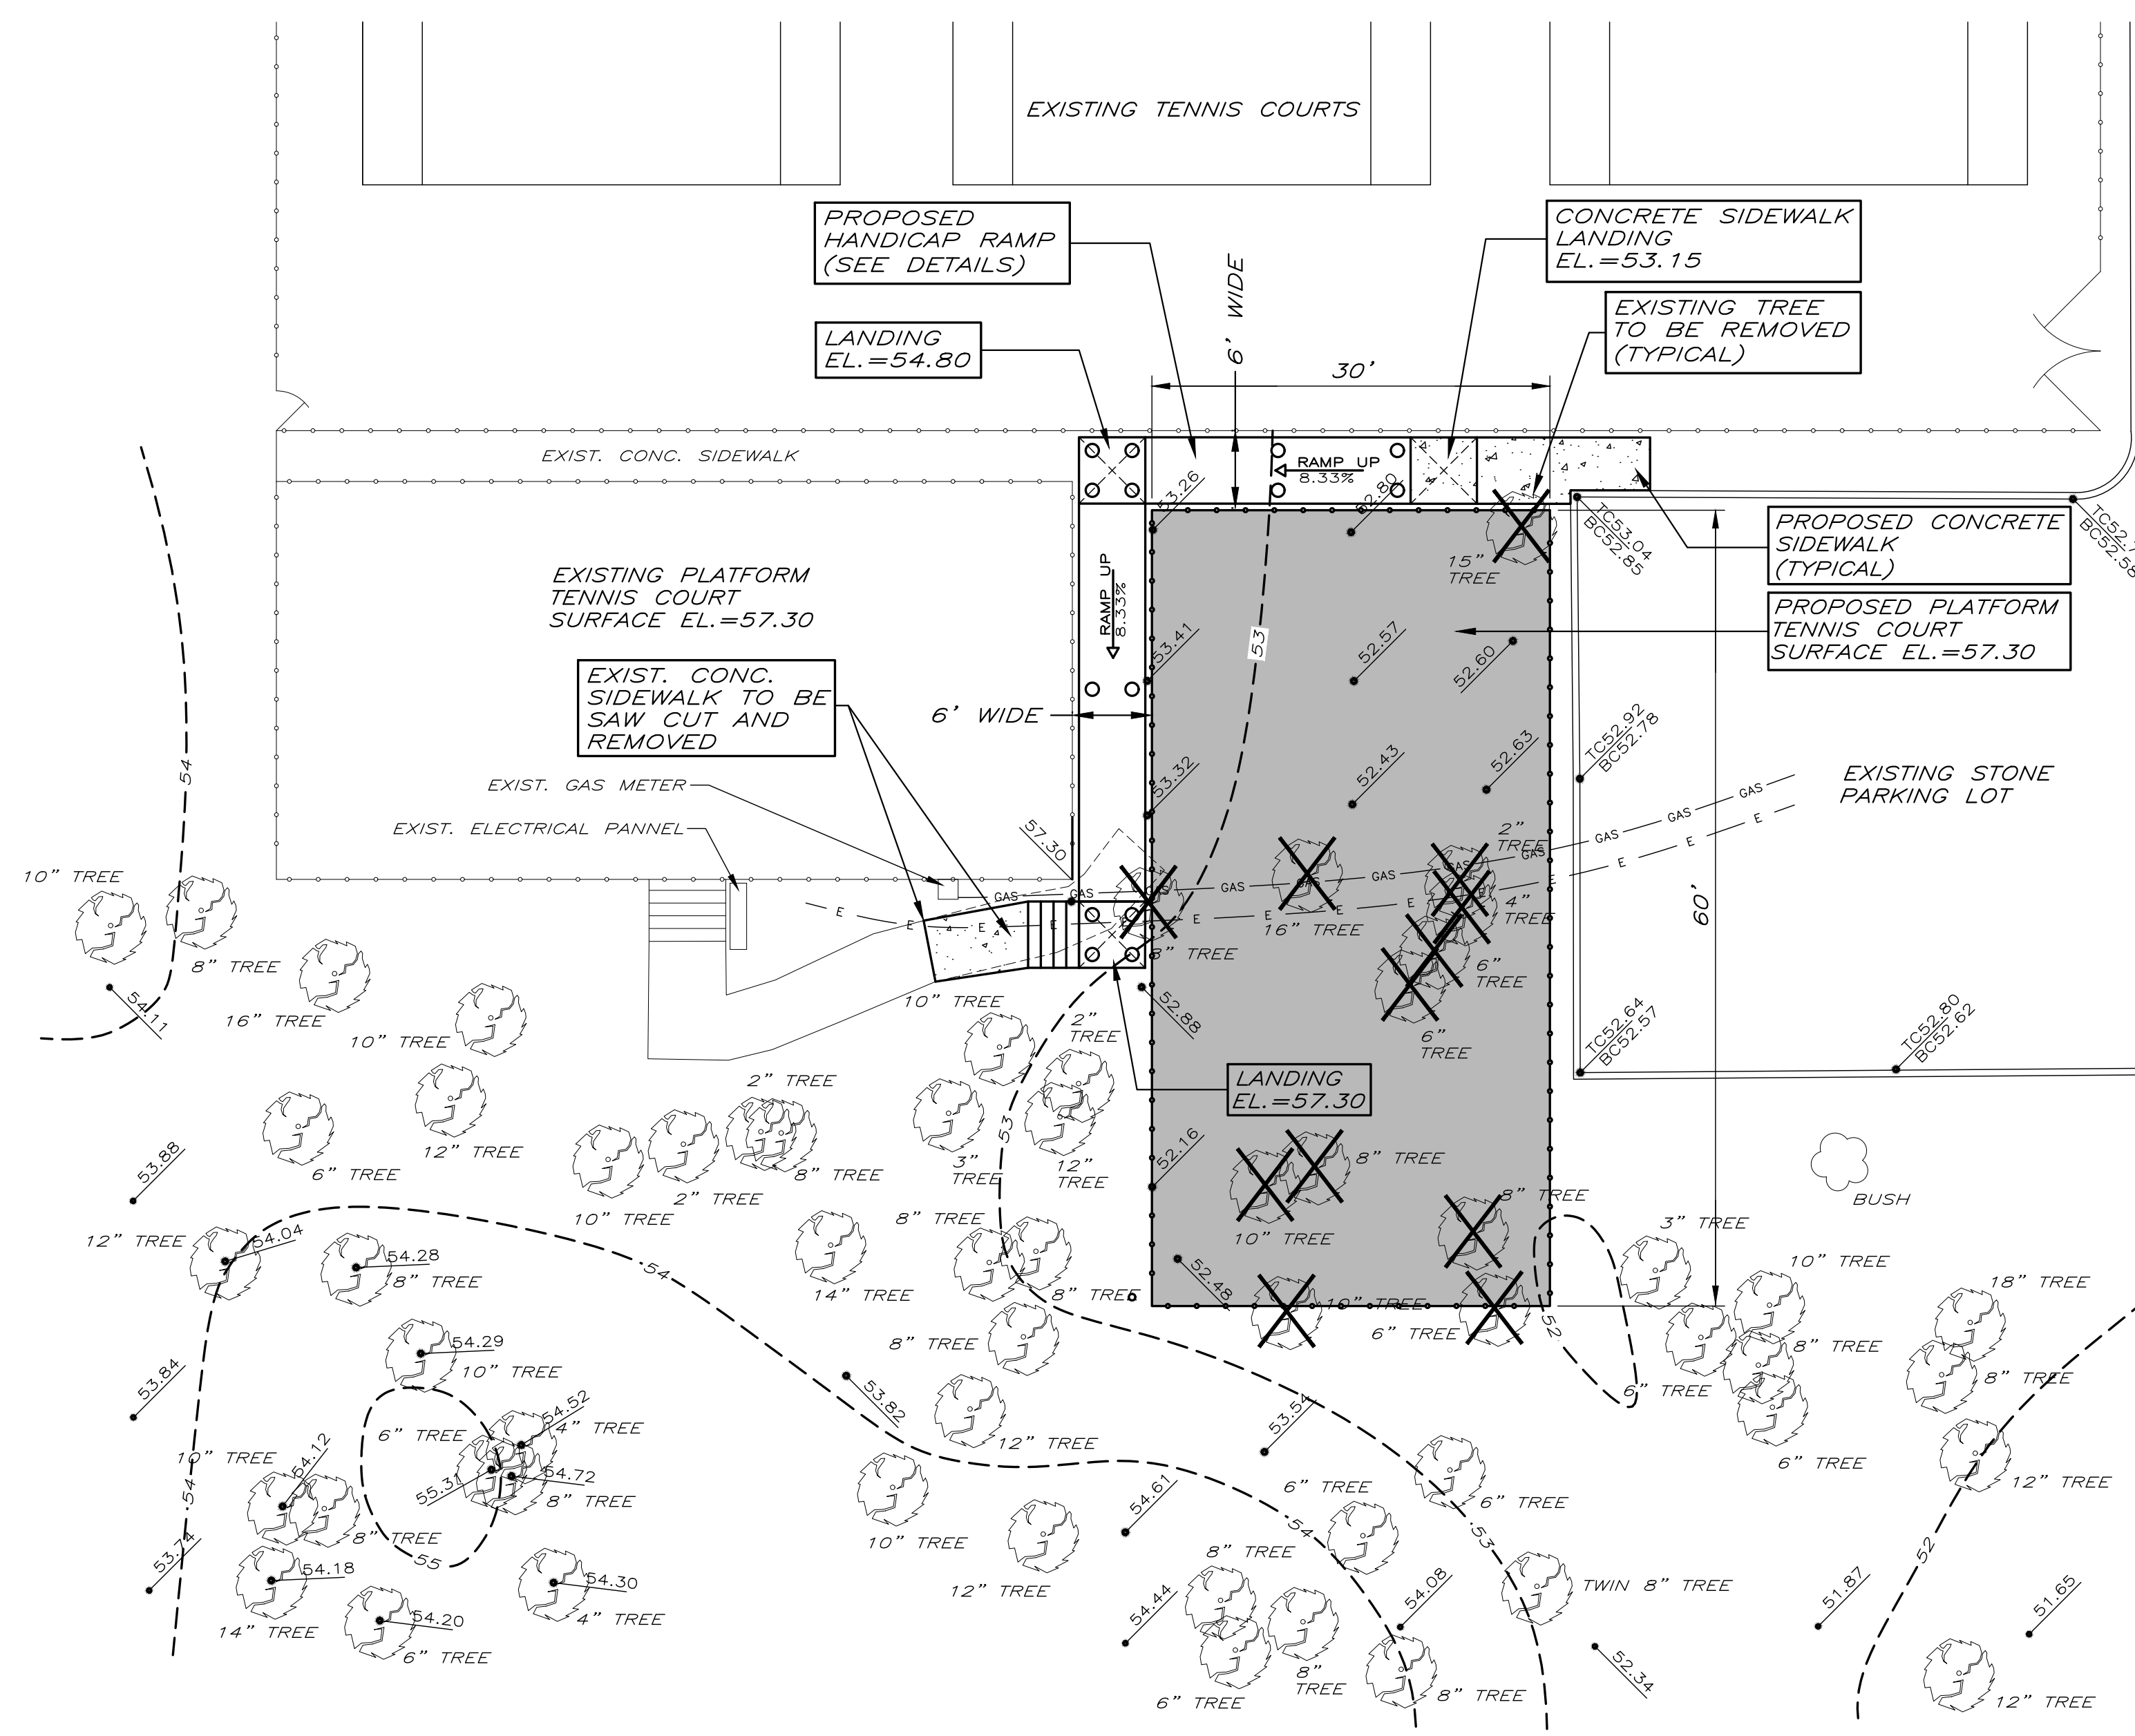 EXISTING TENNIS COURTS
PROPOSED
HANDICAP RAMP
(SEE DETAILS)
CONCRETE SIDEWALK
LANDING
EL.=53.15
6' WIDE
EXISTING TREE
TO BE REMOVED
(TYPICAL)
LANDING
EL.=54.80
30'
EXIST. CONC. SIDEWALK
RAMP UP
8.33%
53.26
52.80
15" TREE
TC53.04
BC52.85
BC52.58
PROPOSED CONCRETE
SIDEWALK
(TYPICAL)
EXISTING PLATFORM
TENNIS COURT
SURFACE EL.=57.30
RAMP UP
8.33%
PROPOSED PLATFORM
TENNIS COURT
SURFACE EL.=57.30
53
53.41
52.57
52.60
EXIST. CONC.
SIDEWALK TO BE
SAW CUT AND
REMOVED
6' WIDE
54
TC52.92
BC52.78
53.32
52.43
52.63
EXISTING STONE
PARKING LOT
EXIST. GAS METER
EXIST. ELECTRICAL PANNEL
57.30
2"
TREE
GAS GAS GAS GAS GAS GAS GAS GAS GAS GAS
E E E E E E E E E E E
60'
10" TREE
8" TREE
16" TREE
4"
TREE
8" TREE
16" TREE
10" TREE
6"
TREE
54.11
10" TREE
52.88
2"
TREE
6"
TREE
TC52.64
BC52.57
TC52.80
BC52.62
LANDING
EL.=57.30
2" TREE
53
12" TREE
6" TREE
8" TREE
3"
TREE
12"
TREE
52.16
8" TREE
53.88
10" TREE
2" TREE
8" TREE
BUSH
12" TREE
54.04
8" TREE
10" TREE
3" TREE
54.28
8" TREE
54
14" TREE
8" TREE
52.48
10" TREE
10" TREE
18" TREE
8" TREE
6" TREE
52
8" TREE
54.29
10" TREE
53.84
53.82
53.54
6" TREE
8" TREE
54.52
4" TREE
6" TREE
12" TREE
6" TREE
10" TREE
54.12
55.31
54.72
8" TREE
54
6" TREE
6" TREE
12" TREE
54.61
54
53
8" TREE
53.74
55
10" TREE
8" TREE
52
54.18
54.30
12" TREE
TWIN 8" TREE
54.20
4" TREE
54.44
54.08
51.87
51.65
14" TREE
6" TREE
6" TREE
8"
TREE
8" TREE
52.34
12" TREE